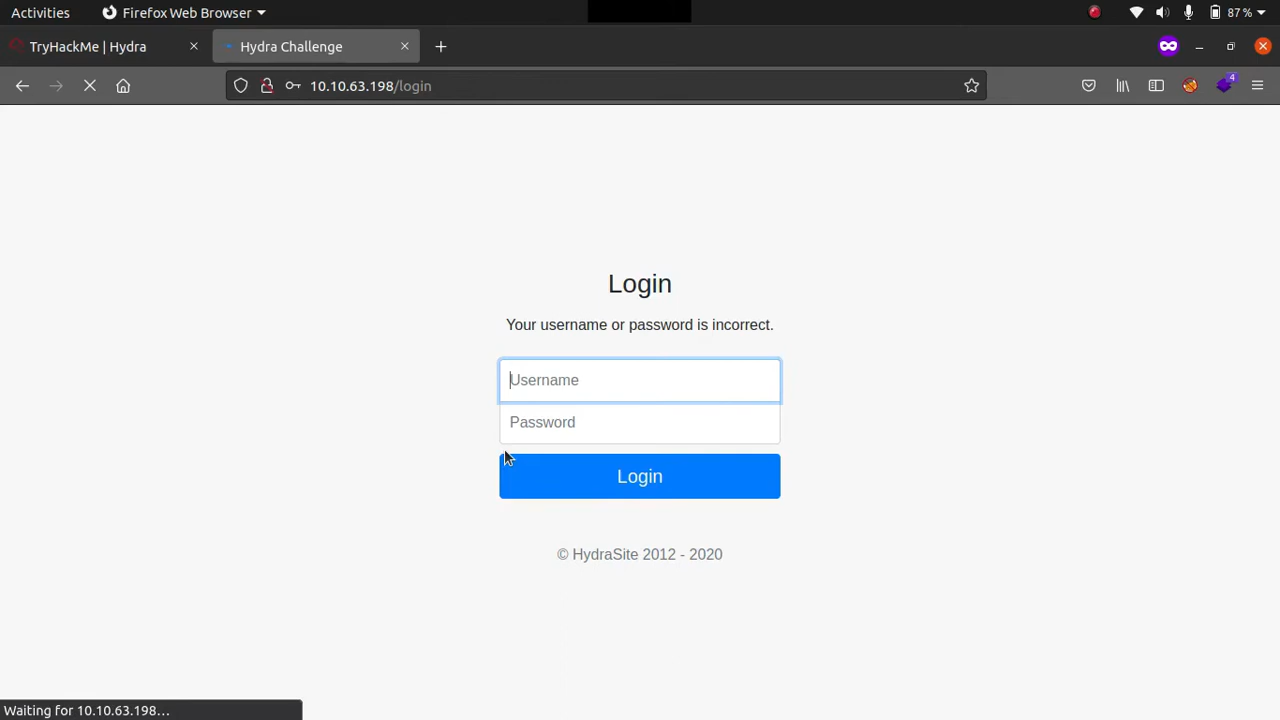 Activities Firefox Web Browser 87%
TryHackMe | Hydra Hydra Challenge
10.10.63.198/login
4
Login
Your username or password is incorrect.
Username
Password
Login
© HydraSite 2012 - 2020
Waiting for 10.10.63.198…